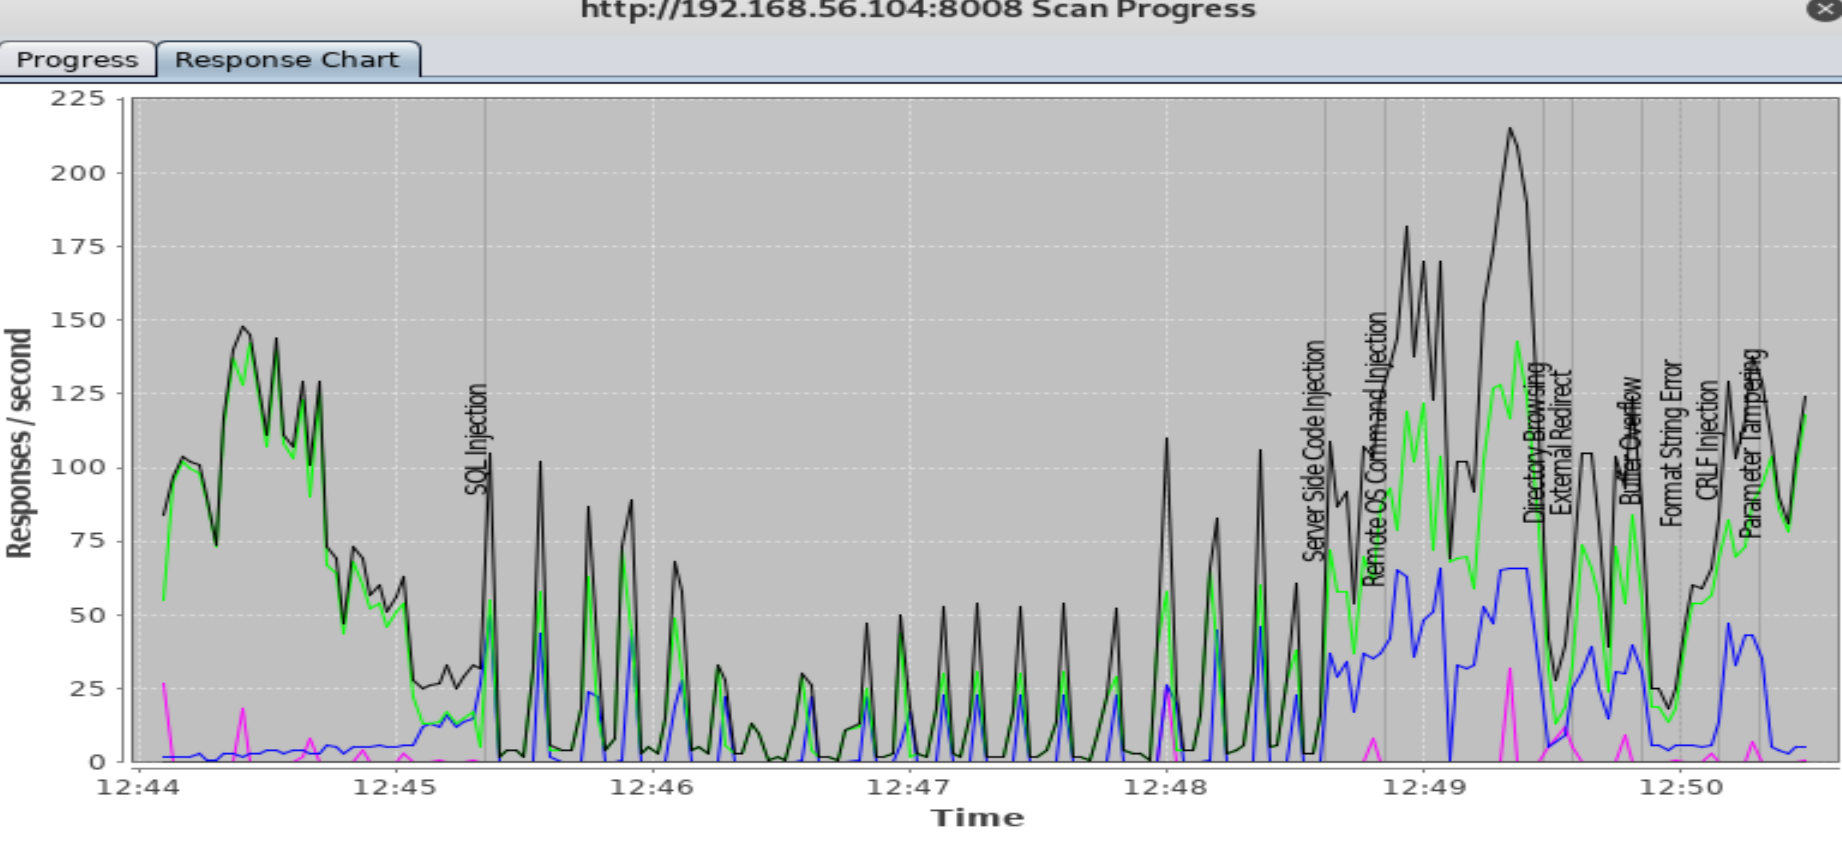 http://192.168.56.104:8008 Scan Progress
Progress
Response Chart
225
200
175
150
125
100
75
50
25
0
Responses / second
SQL Injection
Server Side Code Injection
Remote OS Command Injection
Directory Browsing
External Redirect
Buffer Overflow
Format String Error
CRLF Injection
Parameter Tampering
12:44
12:45
12:46
12:47
12:48
12:49
12:50
Time